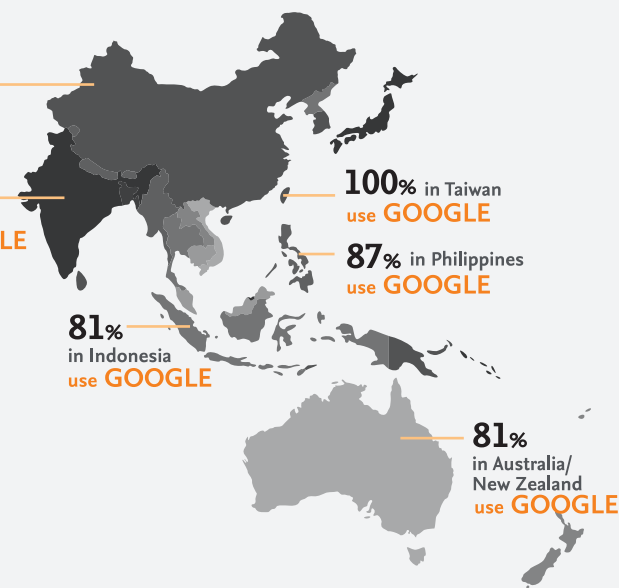 100% in Taiwan
use GOOGLE
LE
87% in Philippines
use GOOGLE
81%
in Indonesia
use GOOGLE
81%
in Australia/
New Zealand
use GOOGLE